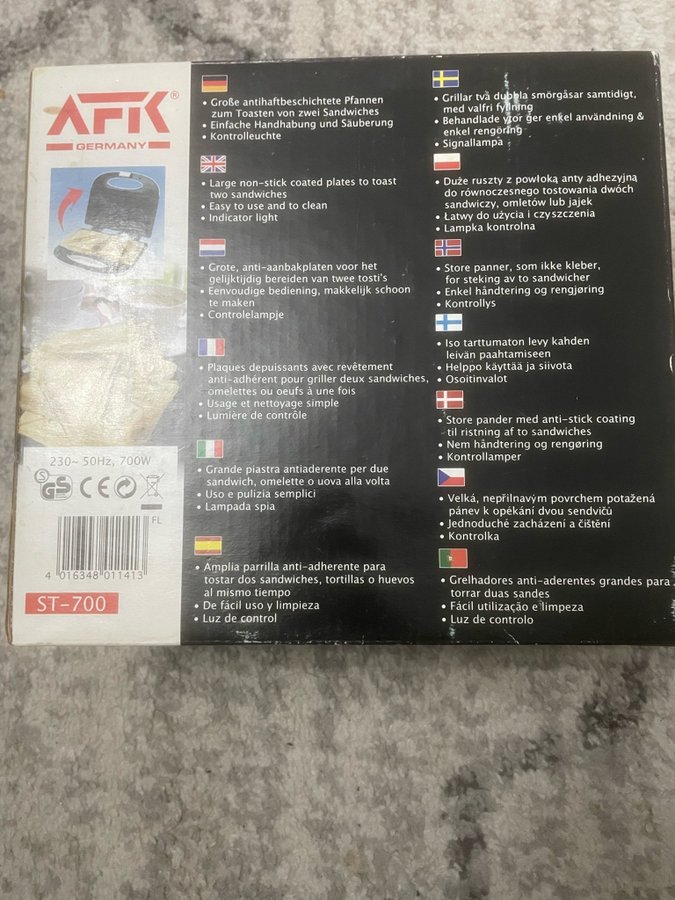 AFK®
GERMANY
230~ 50Hz, 700W
GS CE
FL
4 016348 011413
ST-700
• Große antihaftbeschichtete Pfannen
zum Toasten von zwei Sandwiches
• Einfache Handhabung und Säuberung
• Kontrolleuchte
• Large non-stick coated plates to toast
two sandwiches
• Easy to use and to clean
• Indicator light
• Grote, anti-aanbakplaten voor het
gelijktijdig bereiden van twee tosti's
• Eenvoudige bediening, makkelijk schoon
te maken
• Controlelampje
• Plaques depuissants avec revêtement
anti-adhérent pour griller deux sandwiches,
omelettes ou oeufs à une fois
• Usage et nettoyage simple
• Lumière de contrôle
• Grande piastra antiaderente per due
sandwich, omelette o uova alla volta
• Uso e pulizia semplici
• Lampada spia
• Amplia parrilla anti-adherente para
tostar dos sandwiches, tortillas o huevos
al mismo tiempo
• De fácil uso y limpieza
• Luz de control
• Grillar två dubbla smörgåsar samtidigt,
med valfri fyllning
• Behandlade ytor ger enkel användning &
enkel rengöring
• Signallampa
• Duże ruszty z powłoką anty adhezyjną
do równoczesnego tostowania dwóch
sandwiczy, omletów lub jajek
• Łatwy do użycia i czyszczenia
• Lampka kontrolna
• Store panner, som ikke kleber,
for steking av to sandwicher
• Enkel håndtering og rengjøring
• Kontrollys
• Iso tarttumaton levy kahden
leivän paahtamiseen
• Helppo käyttää ja siivota
• Osoitinvalot
• Store pander med anti-stick coating
til ristning af to sandwiches
• Nem håndtering og rengøring
• Kontrollamper
• Velká, nepřilnavým povrchem potažená
pánev k opékání dvou sendvičů
• Jednoduché zacházení a čištění
• Kontrolka
• Grelhadores anti-aderentes grandes para
torrar duas sandes
• Fácil utilização e limpeza
• Luz de controlo